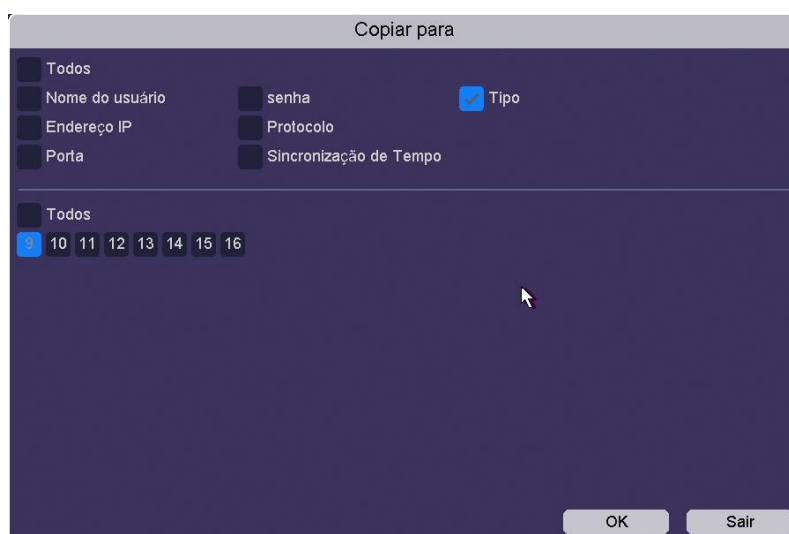 Copiar para
Todos
Nome do usuário senha Tipo
Endereço IP Protocolo
Porta Sincronização de Tempo
Todos
9 10 11 12 13 14 15 16
OK Sair